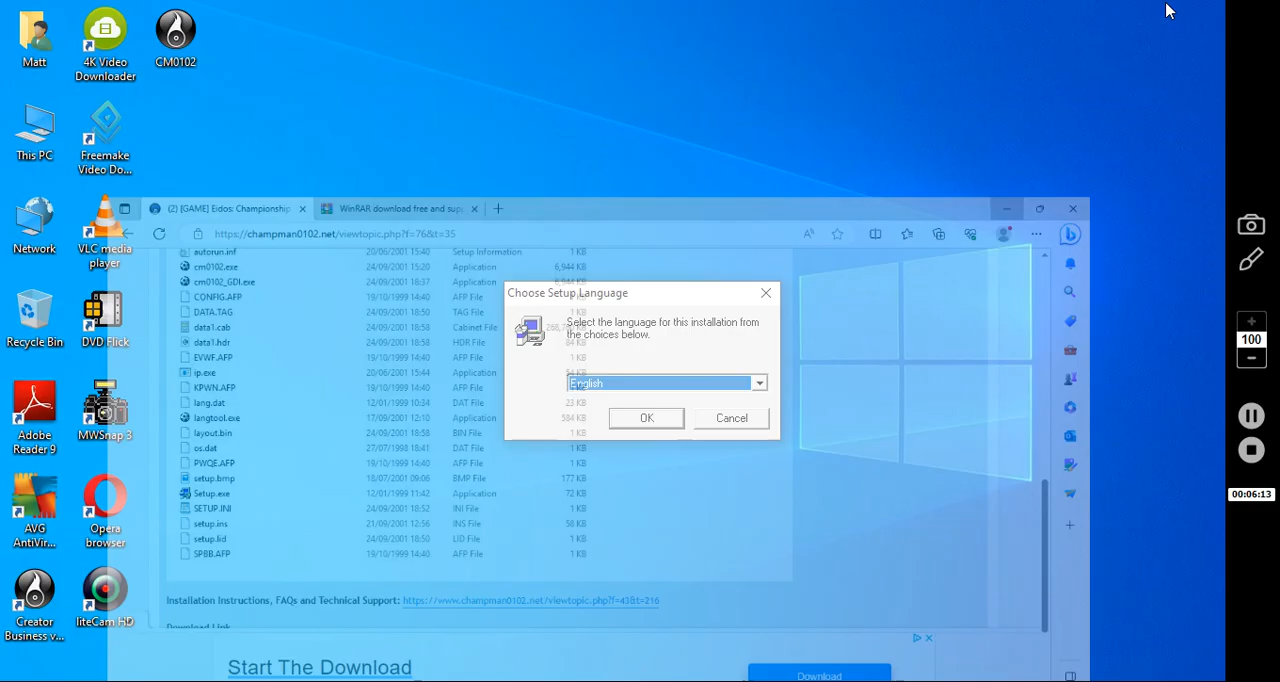 Matt
4K Video
Downloader
CM0102
This PC
Freemake
Video Do...
Network
VLC media
player
Recycle Bin
DVD Flick
Adobe
Reader 9
MWSnap 3
AVG
AntiVir...
Opera
browser
Creator
Business v...
liteCam HD
(2) [GAME] Eidos: Championship
WinRAR download free and sup
https://champman0102.net/viewtopic.php?f=76&t=35
autorun.inf 20/06/2001 15:40 Setup Information 1 KB
cm0102.exe 24/09/2001 15:20 Application 6,944 KB
cm0102_GDI.exe 24/09/2001 18:37 Application 6,944 KB
CONFIG.AFP 19/10/1999 14:40 AFP File 1 KB
DATA.TAG 24/09/2001 18:50 TAG File 1 KB
data1.cab 24/09/2001 18:58 Cabinet File
data1.hdr 24/09/2001 18:58 HDR File 84 KB
EVWF.AFP 19/10/1999 14:40 AFP File 1 KB
ip.exe 20/06/2001 15:44 Application
KPWN.AFP 19/10/1999 14:40 AFP File 1 KB
lang.dat 12/01/2000 10:34 DAT File 23 KB
langtool.exe 17/09/2001 12:10 Application 584 KB
layout.bin 24/09/2001 18:58 BIN File 1 KB
os.dat 27/07/1998 18:41 DAT File 1 KB
PWQE.AFP 19/10/1999 14:40 AFP File 1 KB
setup.bmp 18/07/2001 09:06 BMP File 177 KB
Setup.exe 12/01/1999 11:42 Application 72 KB
SETUP.INI 24/09/2001 18:52 INI File 1 KB
setup.ins 21/09/2001 12:56 INS File 58 KB
setup.lid 24/09/2001 18:50 LID File 1 KB
SPBB.AFP 19/10/1999 14:40 AFP File 1 KB
Choose Setup Language
Select the language for this installation from
the choices below.
English
OK
Cancel
Installation Instructions, FAQs and Technical Support: https://www.champman0102.net/viewtopic.php?f=43&t=216
Download Link
Start The Download
Download
100
00:06:13